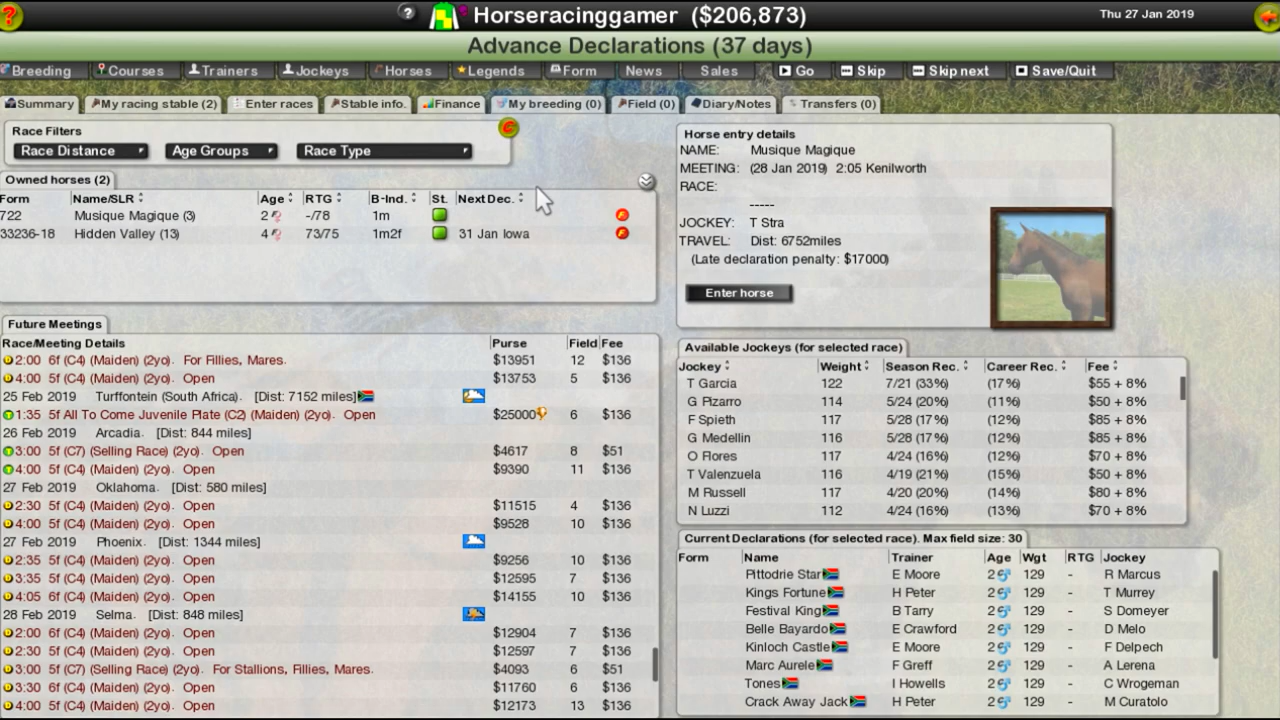 ? ? Horseracinggamer ($206,873) Thu 27 Jan 2019
Advance Declarations (37 days)
Breeding Courses Trainers Jockeys Horses Legends Form News Sales Go Skip Skip next Save/Quit
Summary My racing stable (2) Enter races Stable info. Finance My breeding (0) Field (0) Diary/Notes Transfers (0)
Race Filters
Race Distance Age Groups Race Type
Owned horses (2)
Form Name/SLR Age RTG B-Ind. St. Next Dec.
722 Musique Magique (3) 2 -/78 1m
33236-18 Hidden Valley (13) 4 73/75 1m2f 31 Jan Iowa
Future Meetings
Race/Meeting Details Purse Field Fee
2:00 6f (C4) (Maiden) (2yo). For Fillies, Mares. $13951 12 $136
4:00 5f (C4) (Maiden) (2yo). Open $13753 5 $136
25 Feb 2019 Turffontein (South Africa). [Dist: 7152 miles]
T 1:35 5f All To Come Juvenile Plate (C2) (Maiden) (2yo). Open $25000 6 $136
26 Feb 2019 Arcadia. [Dist: 844 miles]
T 3:00 5f (C7) (Selling Race) (2yo). Open $4617 8 $51
T 4:00 5f (C4) (Maiden) (2yo). Open $9390 11 $136
27 Feb 2019 Oklahoma. [Dist: 580 miles]
2:30 5f (C4) (Maiden) (2yo). Open $11515 4 $136
4:00 5f (C4) (Maiden) (2yo). Open $9528 10 $136
27 Feb 2019 Phoenix. [Dist: 1344 miles]
2:35 5f (C4) (Maiden) (2yo). Open $9256 10 $136
3:35 5f (C4) (Maiden) (2yo). Open $12595 7 $136
4:05 6f (C4) (Maiden) (2yo). Open $14155 10 $136
28 Feb 2019 Selma. [Dist: 848 miles]
2:00 6f (C4) (Maiden) (2yo). Open $12904 7 $136
2:30 6f (C4) (Maiden) (2yo). Open $12597 7 $136
3:00 5f (C7) (Selling Race) (2yo). For Stallions, Fillies, Mares. $4093 6 $51
3:30 6f (C4) (Maiden) (2yo). Open $11760 6 $136
4:00 5f (C4) (Maiden) (2yo). Open $12173 13 $136
Horse entry details
NAME: Musique Magique
MEETING: (28 Jan 2019) 2:05 Kenilworth
RACE:
-----
JOCKEY: T Stra
TRAVEL: Dist: 6752miles
(Late declaration penalty: $17000)
Enter horse
Available Jockeys (for selected race)
Jockey Weight Season Rec. Career Rec. Fee
T Garcia 122 7/21 (33%) (17%) $55 + 8%
G Pizarro 114 5/24 (20%) (11%) $50 + 8%
F Spieth 117 5/28 (17%) (12%) $85 + 8%
G Medellin 116 5/28 (17%) (12%) $85 + 8%
O Flores 117 4/24 (16%) (12%) $70 + 8%
T Valenzuela 116 4/19 (21%) (15%) $50 + 8%
M Russell 117 4/20 (20%) (14%) $80 + 8%
N Luzzi 112 4/24 (16%) (13%) $70 + 8%
Current Declarations (for selected race). Max field size: 30
Form Name Trainer Age Wgt RTG Jockey
Pittodrie Star E Moore 2 129 - R Marcus
Kings Fortune H Peter 2 129 - T Murrey
Festival King B Tarry 2 129 - S Domeyer
Belle Bayardo E Crawford 2 129 - D Melo
Kinloch Castle E Moore 2 129 - F Delpech
Marc Aurele F Greff 2 129 - A Lerena
Tones I Howells 2 129 - C Wrogeman
Crack Away Jack H Peter 2 129 - M Curatolo